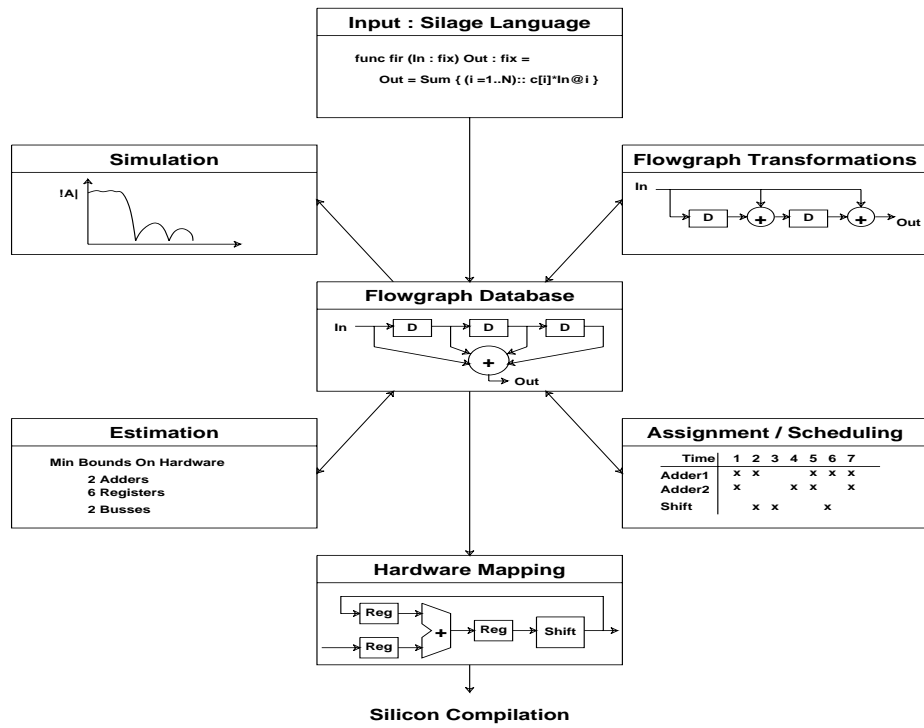 Input : Silage Language
func fir (In : fix) Out : fix =
Out = Sum { (i =1..N):: c[i]*In@i }
Simulation
!A|
Flowgraph Transformations
In
D
+
D
+
Out
Flowgraph Database
In
D
D
D
+
Out
Estimation
Min Bounds On Hardware
2 Adders
6 Registers
2 Busses
Assignment / Scheduling
Time 1 2 3 4 5 6 7
Adder1 x x x x x
Adder2 x x x x
Shift x x x
Hardware Mapping
Reg
Reg
+
Reg
Shift
Silicon Compilation